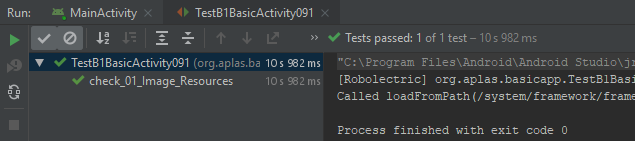 Run: MainActivity TestB1BasicActivity091
Tests passed: 1 of 1 test – 10 s 982 ms
TestB1BasicActivity091 (org.aplas.ba 10 s 982 ms
check_01_Image_Resources 10 s 982 ms
"C:\Program Files\Android\Android Studio\j
[Robolectric] org.aplas.basicapp.TestB1Basi
Called loadFromPath(/system/framework/frame
Process finished with exit code 0